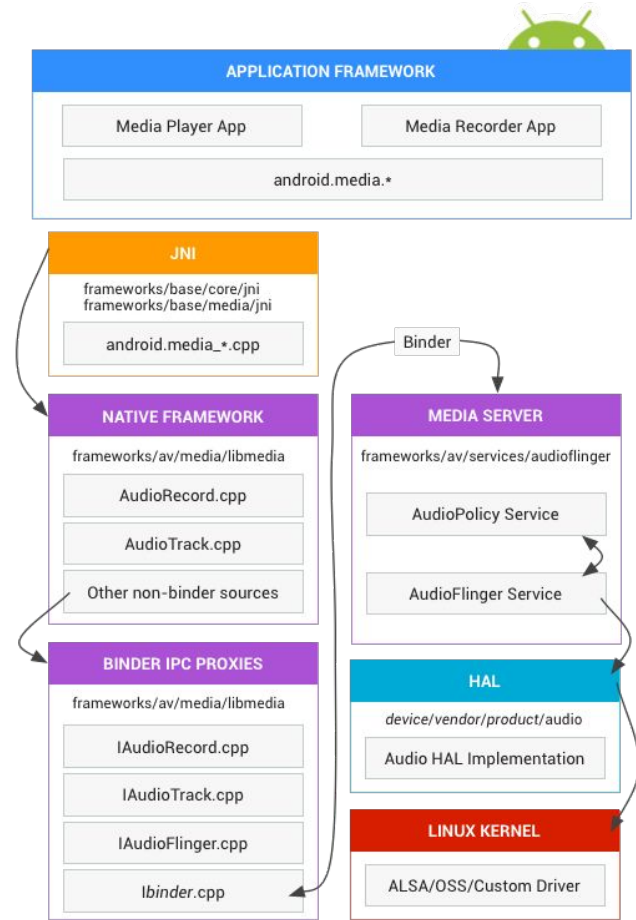 APPLICATION FRAMEWORK
Media Player App
Media Recorder App
android.media.*
JNI
frameworks/base/core/jni
frameworks/base/media/jni
android.media_*.cpp
Binder
NATIVE FRAMEWORK
frameworks/av/media/libmedia
AudioRecord.cpp
AudioTrack.cpp
Other non-binder sources
BINDER IPC PROXIES
frameworks/av/media/libmedia
IAudioRecord.cpp
IAudioTrack.cpp
IAudioFlinger.cpp
Ibinder.cpp
MEDIA SERVER
frameworks/av/services/audioflinger
AudioPolicy Service
AudioFlinger Service
HAL
device/vendor/product/audio
Audio HAL Implementation
LINUX KERNEL
ALSA/OSS/Custom Driver